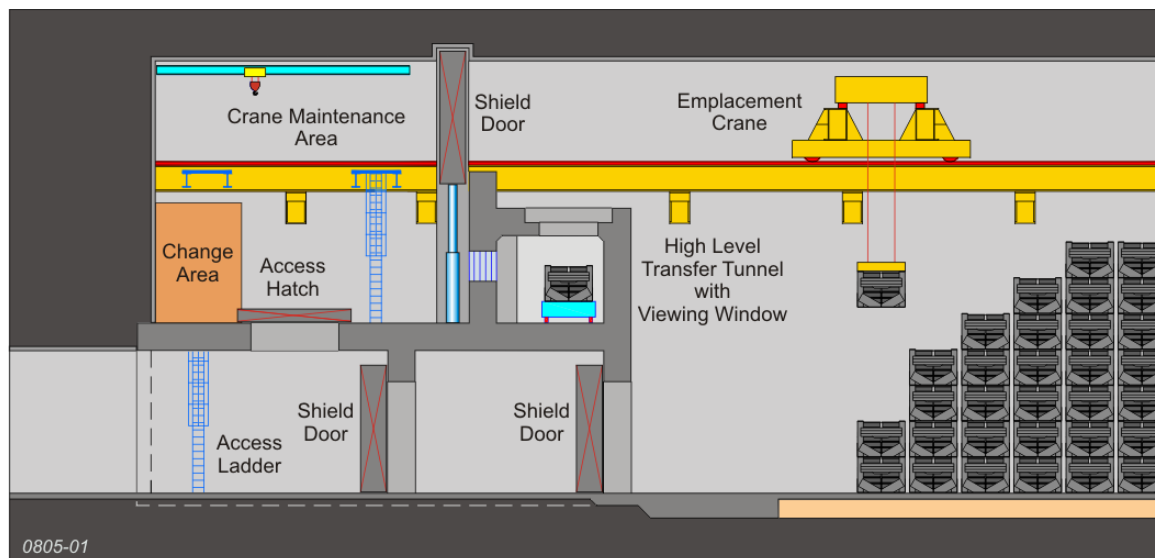 Crane Maintenance
Area
Shield
Door
Emplacement
Crane
Change
Area
Access
Hatch
High Level
Transfer Tunnel
with
Viewing Window
Access
Ladder
Shield
Door
Shield
Door
0805-01